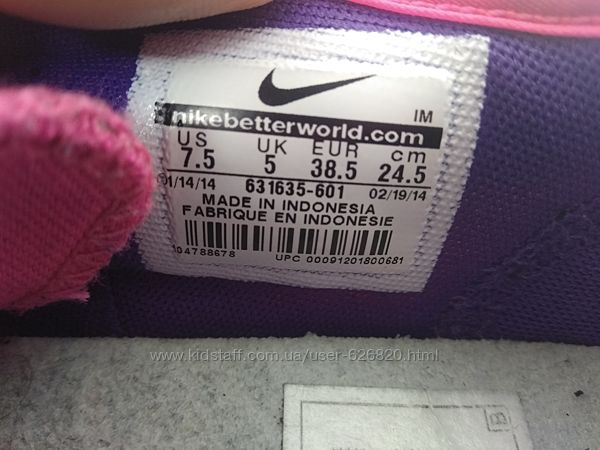 IM
nikebetterworld.com
US UK EUR cm
7.5 5 38.5 24.5
01/14/14 631635-601 02/19/14
MADE IN INDONESIA
FABRIQUE EN INDONESIE
104788678 UPC 00091201800681
www.kidstaff.com.ua/user-626820.html